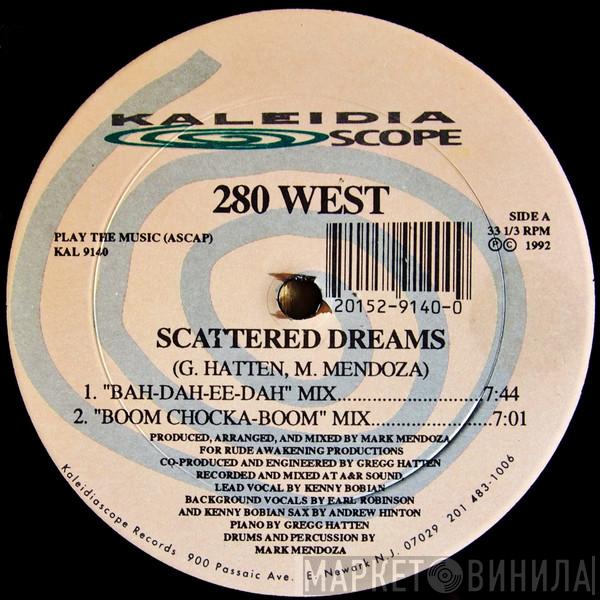 KALEIDIA
SCOPE
280 WEST
PLAY THE MUSIC (ASCAP)
KAL 9140
SIDE A
33 1/3 RPM
Ⓟ© 1992
20152-9140-0
SCATTERED DREAMS
(G. HATTEN, M. MENDOZA)
1. "BAH-DAH-EE-DAH" MIX..............................7:44
2. "BOOM CHOCKA-BOOM" MIX.........................7:01
PRODUCED, ARRANGED, AND MIXED BY MARK MENDOZA
FOR RUDE AWAKENING PRODUCTIONS
CO-PRODUCED AND ENGINEERED BY GREGG HATTEN
RECORDED AND MIXED AT A&R SOUND
LEAD VOCAL BY KENNY BOBIAN
BACKGROUND VOCALS BY EARL ROBINSON
AND KENNY BOBIAN SAX BY ANDREW HINTON
PIANO BY GREGG HATTEN
DRUMS AND PERCUSSION BY
MARK MENDOZA
Kaleidiascope Records 900 Passaic Ave. E. Newark N.J. 07029 201 483-1006
МАРКЕТ ВИНИЛА